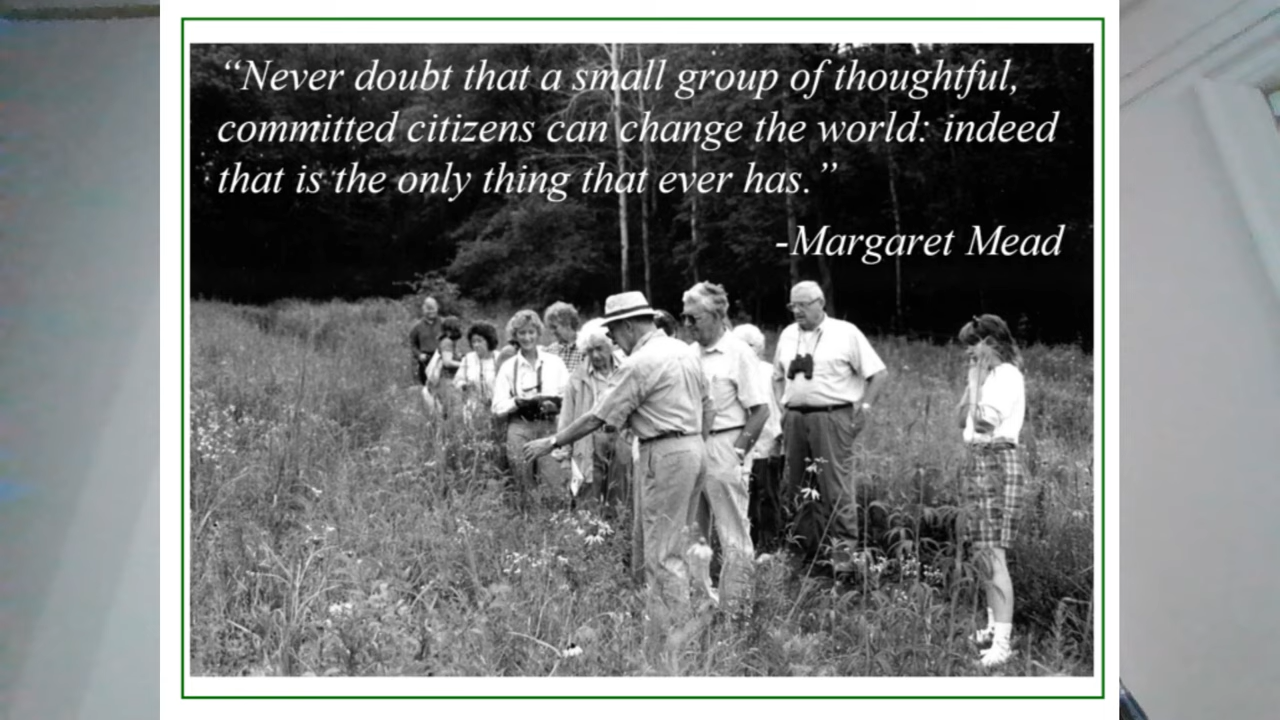 “Never doubt that a small group of thoughtful,
committed citizens can change the world: indeed
that is the only thing that ever has.”
-Margaret Mead